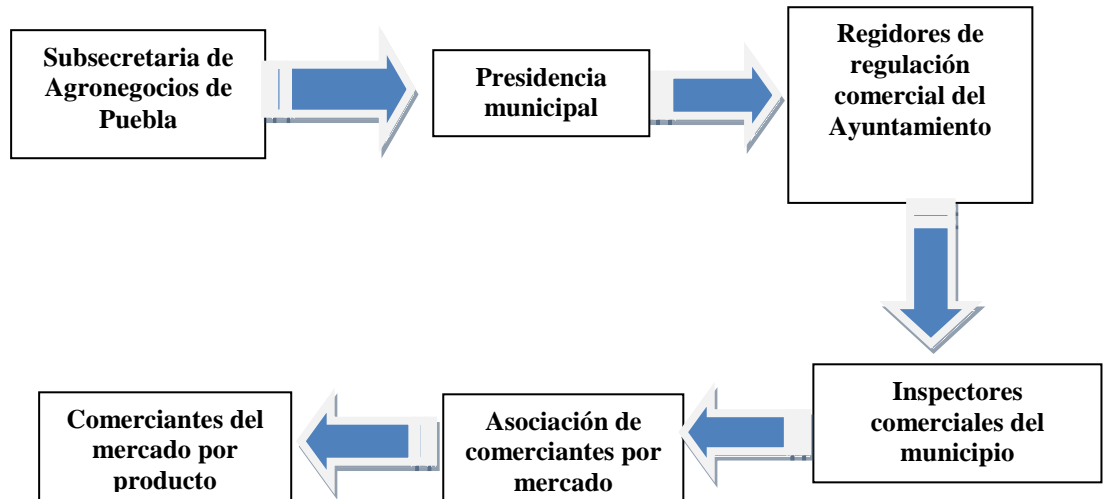 Subsecretaria de
Agronegocios de
Puebla
Presidencia
municipal
Regidores de
regulación
comercial del
Ayuntamiento
Inspectores
comerciales del
municipio
Asociación de
comerciantes por
mercado
Comerciantes del
mercado por
producto